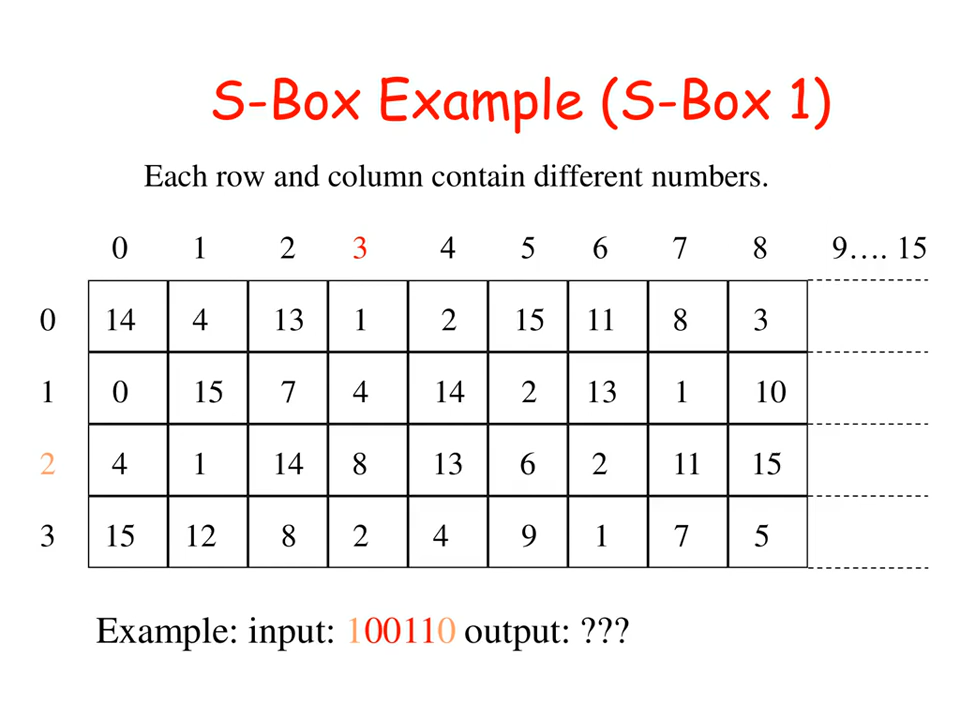 S-Box Example (S-Box 1)
Each row and column contain different numbers.
0 1 2 3 4 5 6 7 8 9.... 15
0 14 4 13 1 2 15 11 8 3
1 0 15 7 4 14 2 13 1 10
2 4 1 14 8 13 6 2 11 15
3 15 12 8 2 4 9 1 7 5
Example: input: 100110 output: ???